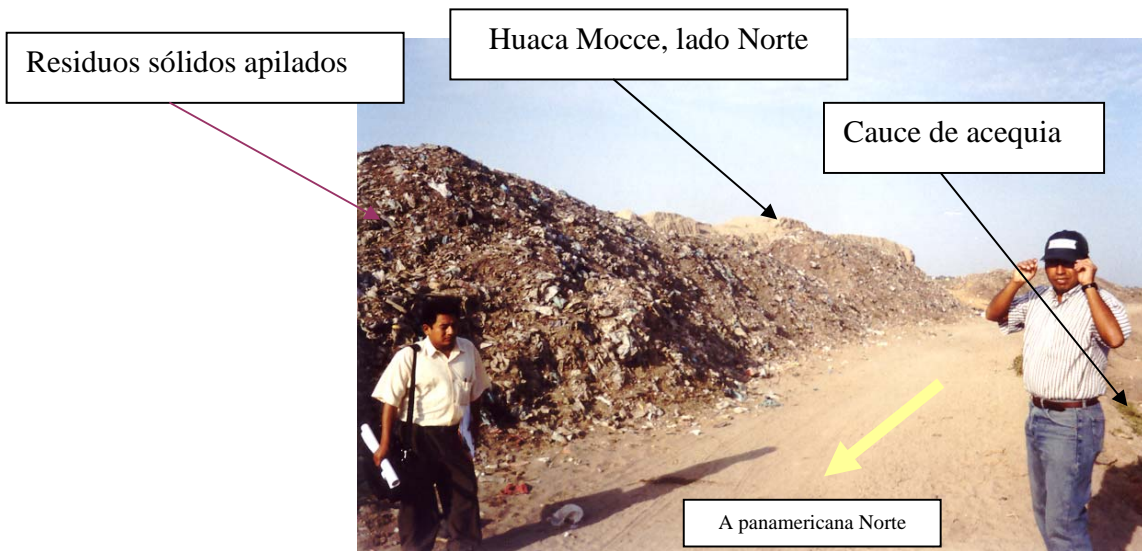 Huaca Mocce, lado Norte
Residuos sólidos apilados
Cauce de acequia
A panamericana Norte